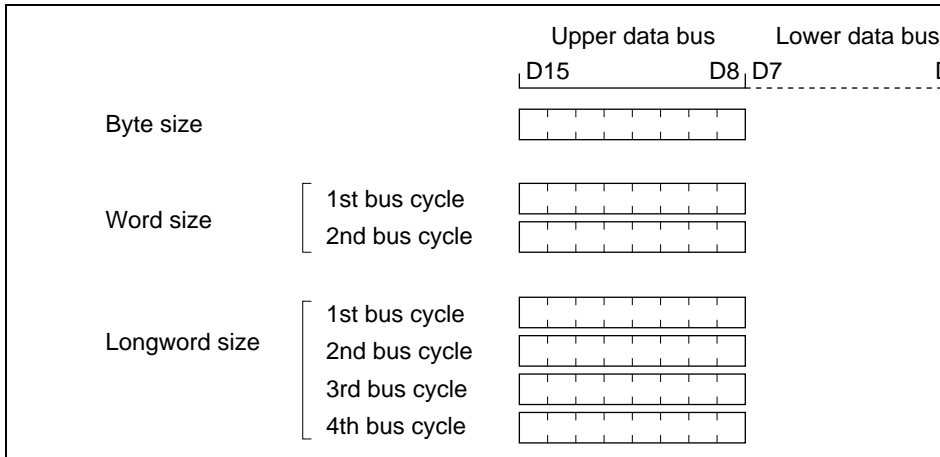 Upper data bus Lower data bus
D15 D8 D7
Byte size
1st bus cycle
Word size
2nd bus cycle
1st bus cycle
Longword size
2nd bus cycle
3rd bus cycle
4th bus cycle